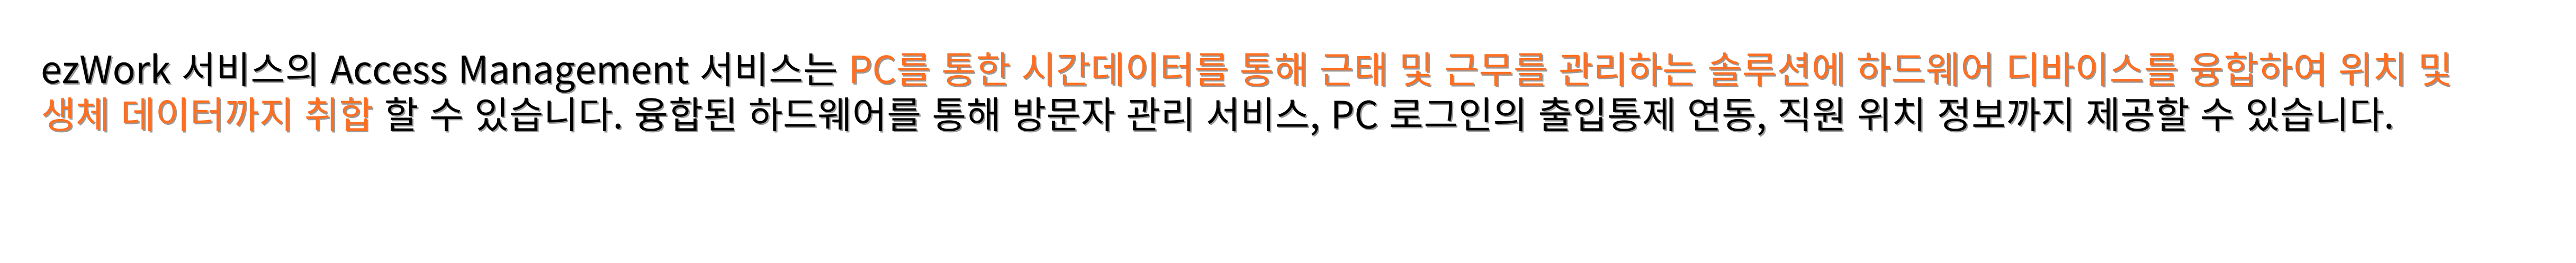 ezWork 서비스의 Access Management 서비스는 PC를 통한 시간데이터를 통해 근태 및 근무를 관리하는 솔루션에 하드웨어 디바이스를 융합하여 위치 및
생체 데이터까지 취합 할 수 있습니다. 융합된 하드웨어를 통해 방문자 관리 서비스, PC 로그인의 출입통제 연동, 직원 위치 정보까지 제공할 수 있습니다.